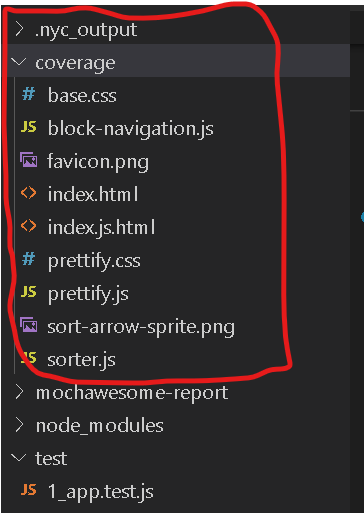 .nyc_output
coverage
# base.css
JS block-navigation.js
favicon.png
<> index.html
<> index.js.html
# prettify.css
JS prettify.js
sort-arrow-sprite.png
JS sorter.js
mochawesome-report
node_modules
test
JS 1_app.test.js